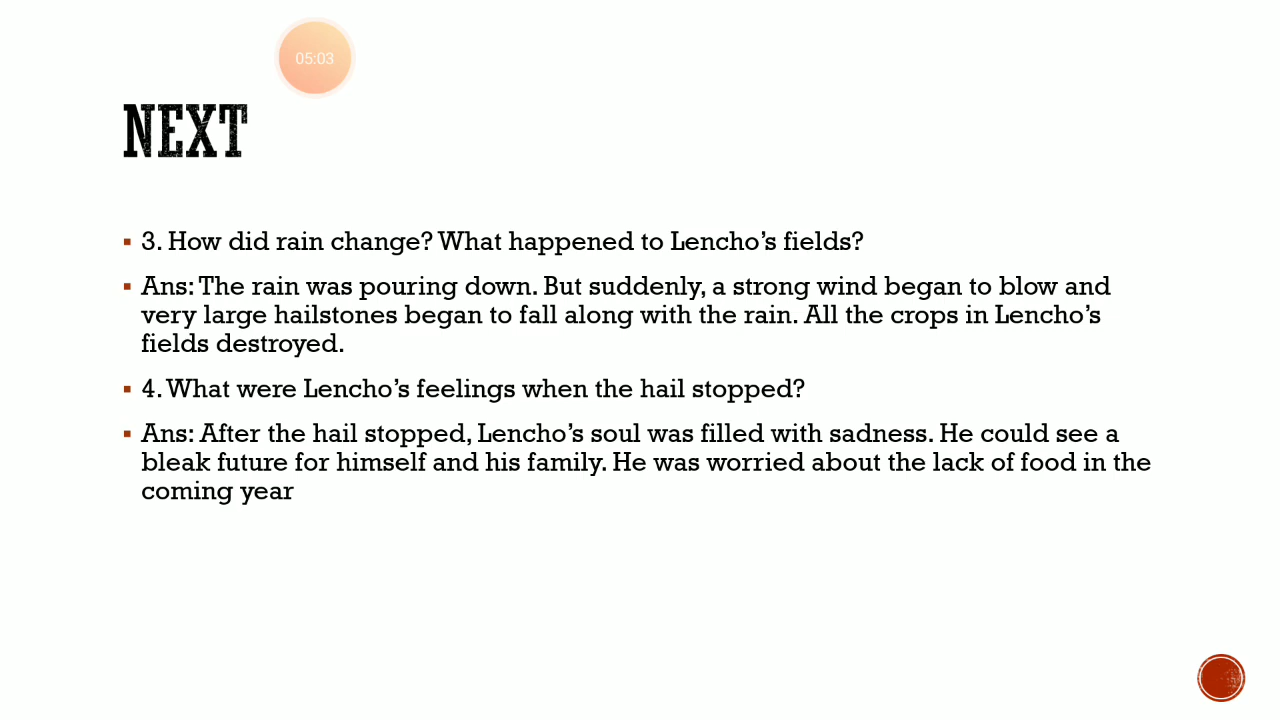 05:03
NEXT
3. How did rain change? What happened to Lencho’s fields?
Ans: The rain was pouring down. But suddenly, a strong wind began to blow and
very large hailstones began to fall along with the rain. All the crops in Lencho’s
fields destroyed.
4. What were Lencho’s feelings when the hail stopped?
Ans: After the hail stopped, Lencho’s soul was filled with sadness. He could see a
bleak future for himself and his family. He was worried about the lack of food in the
coming year